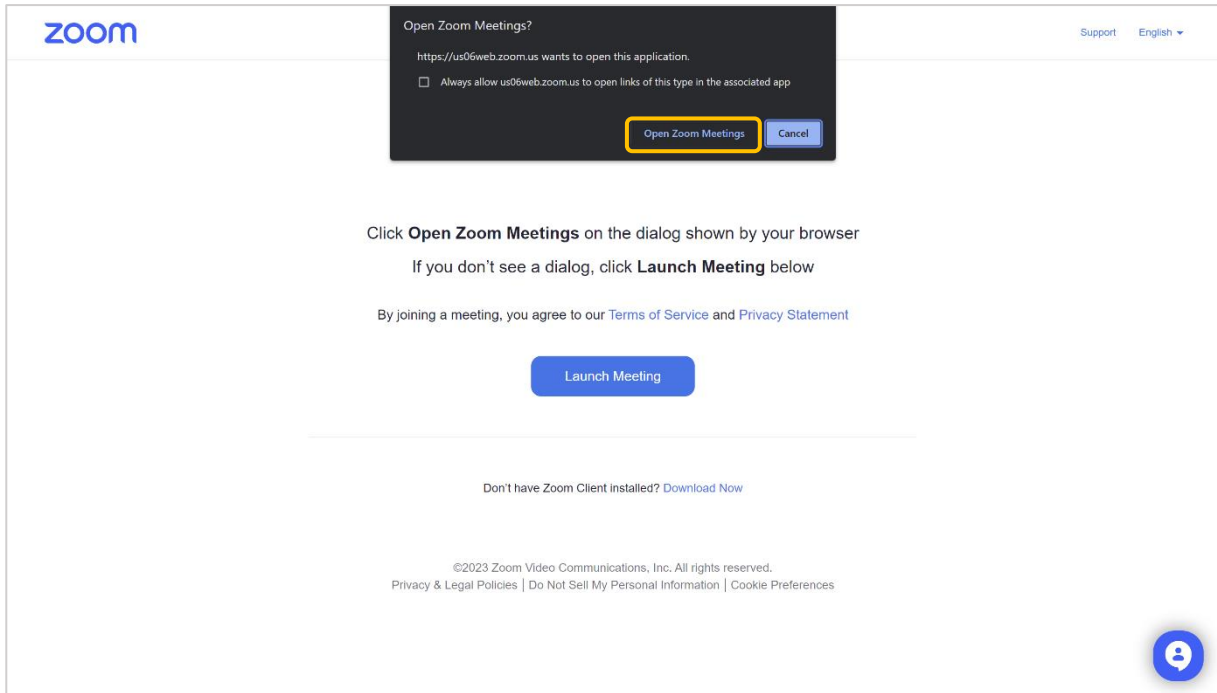 zoom
Support English
Open Zoom Meetings?
https://us06web.zoom.us wants to open this application.
Always allow us06web.zoom.us to open links of this type in the associated app
Open Zoom Meetings Cancel
Click Open Zoom Meetings on the dialog shown by your browser
If you don't see a dialog, click Launch Meeting below
By joining a meeting, you agree to our Terms of Service and Privacy Statement
Launch Meeting
Don't have Zoom Client installed? Download Now
©2023 Zoom Video Communications, Inc. All rights reserved.
Privacy & Legal Policies | Do Not Sell My Personal Information | Cookie Preferences